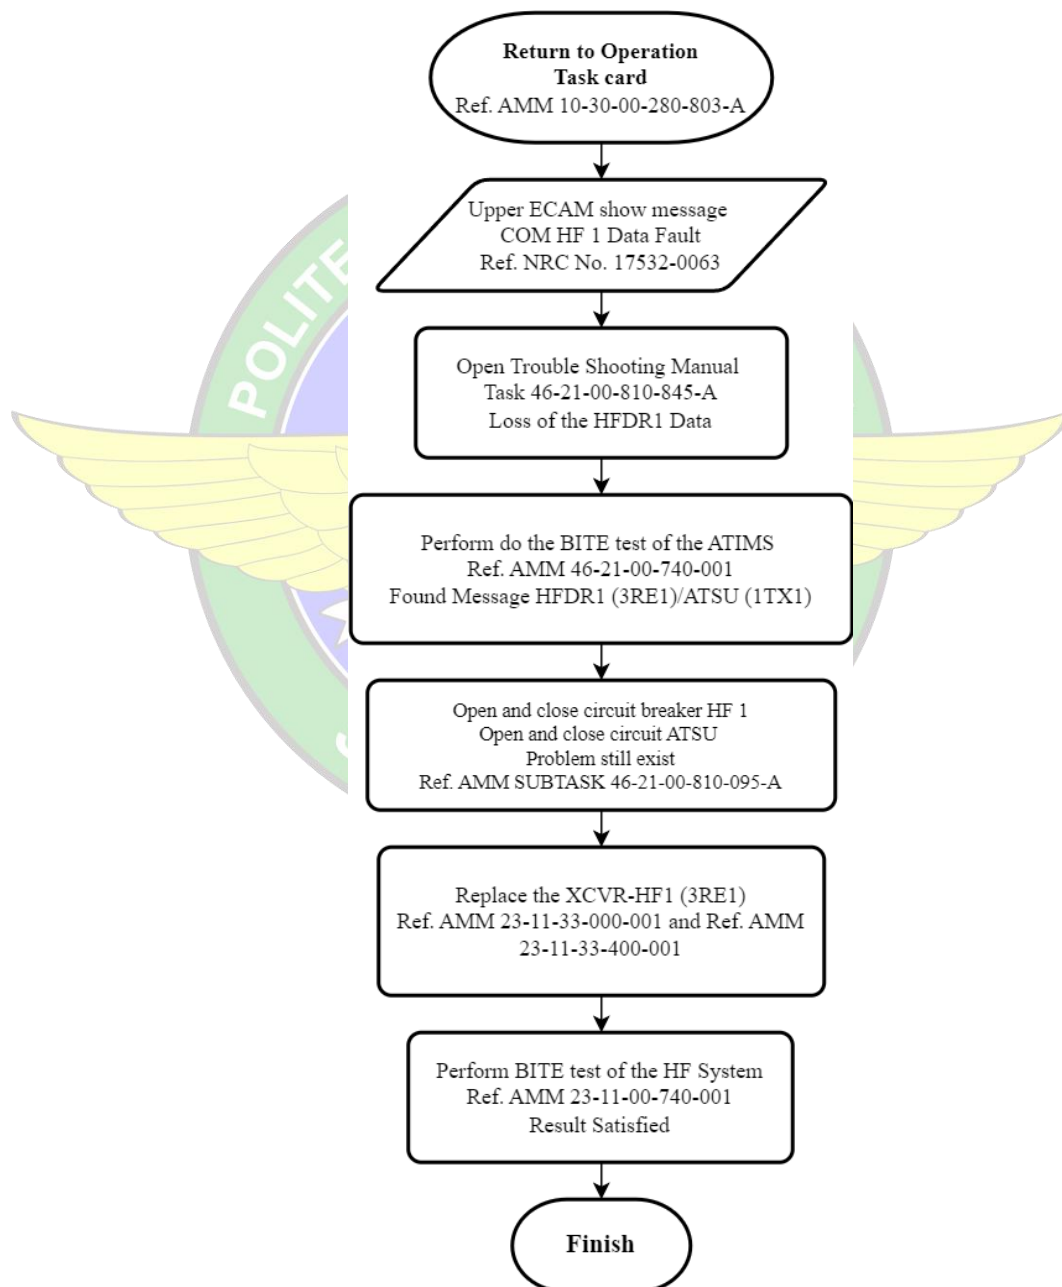 Return to Operation
Task card
Ref. AMM 10-30-00-280-803-A
Upper ECAM show message
COM HF 1 Data Fault
Ref. NRC No. 17532-0063
POLITE
Open Trouble Shooting Manual
Task 46-21-00-810-845-A
Loss of the HFDR1 Data
Perform do the BITE test of the ATIMS
Ref. AMM 46-21-00-740-001
Found Message HFDR1 (3RE1)/ATSU (1TX1)
Open and close circuit breaker HF 1
Open and close circuit ATSU
Problem still exist
Ref. AMM SUBTASK 46-21-00-810-095-A
Replace the XCVR-HF1 (3RE1)
Ref. AMM 23-11-33-000-001 and Ref. AMM
23-11-33-400-001
Perform BITE test of the HF System
Ref. AMM 23-11-00-740-001
Result Satisfied
Finish